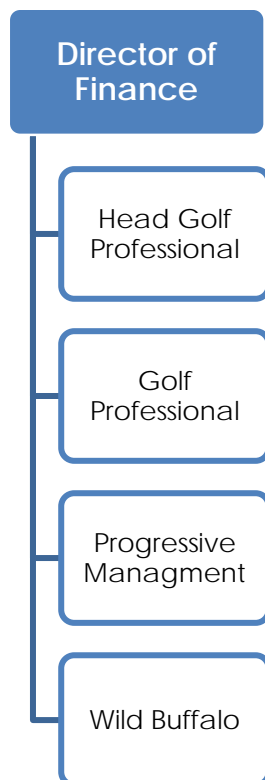 Director of
Finance
Head Golf
Professional
Golf
Professional
Progressive
Managment
Wild Buffalo